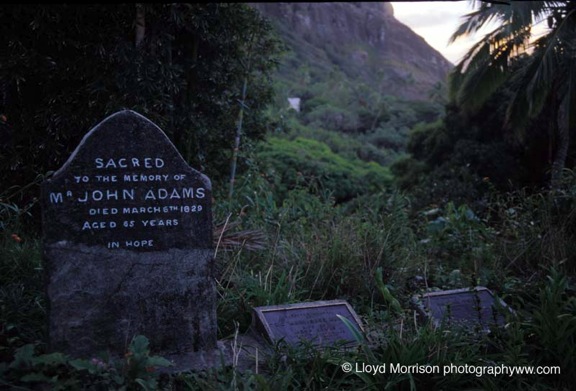 SACRED
TO THE MEMORY OF
MR JOHN ADAMS
DIED MARCH 6TH 1829
AGED 65 YEARS
IN HOPE
© Lloyd Morrison photographyww.com